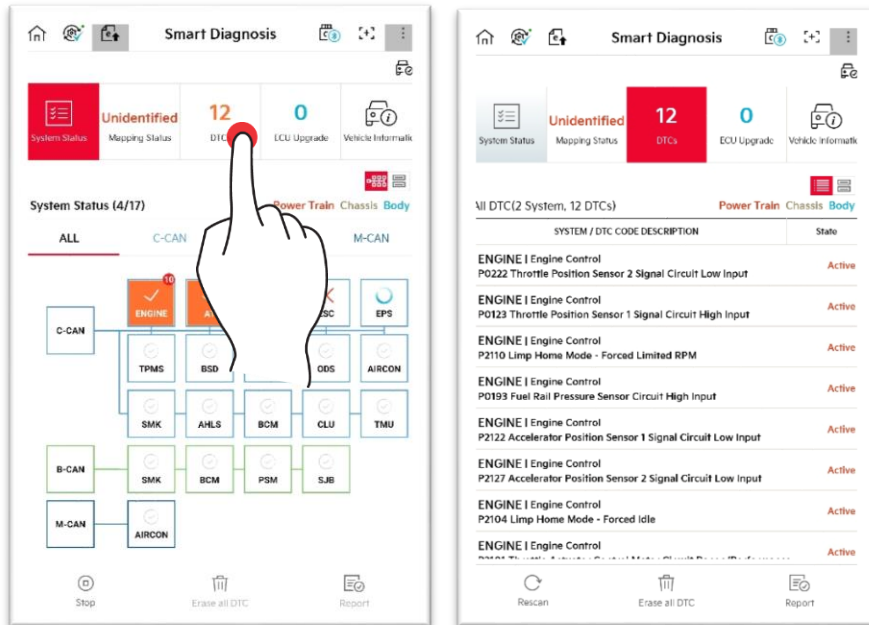 Smart Diagnosis
System Status
Unidentified
Mapping Status
12
0
ECU Upgrade
Vehicle Informatic
System Status (4/17)
Power Train Chassis Body
ALL
C-CAN
M-CAN
10
ENGINE
EPS
C-CAN
TPMS
BSD
ODS
AIRCON
SMK
AHLS
BCM
CLU
TMU
B-CAN
SMK
BCM
PSM
SJB
M-CAN
AIRCON
Stop
Erase all DTC
Report
Smart Diagnosis
System Status
Unidentified
Mapping Status
12
DTCs
0
ECU Upgrade
Vehicle Informatic
All DTC(2 System, 12 DTCs)
Power Train Chassis Body
SYSTEM / DTC CODE DESCRIPTION
State
ENGINE | Engine Control
P0222 Throttle Position Sensor 2 Signal Circuit Low Input
Active
ENGINE | Engine Control
P0123 Throttle Position Sensor 1 Signal Circuit High Input
Active
ENGINE | Engine Control
P2110 Limp Home Mode - Forced Limited RPM
Active
ENGINE | Engine Control
P0193 Fuel Rail Pressure Sensor Circuit High Input
Active
ENGINE | Engine Control
P2122 Accelerator Position Sensor 1 Signal Circuit Low Input
Active
ENGINE | Engine Control
P2127 Accelerator Position Sensor 2 Signal Circuit Low Input
Active
ENGINE | Engine Control
P2104 Limp Home Mode - Forced Idle
Active
ENGINE | Engine Control
Active
Rescan
Erase all DTC
Report